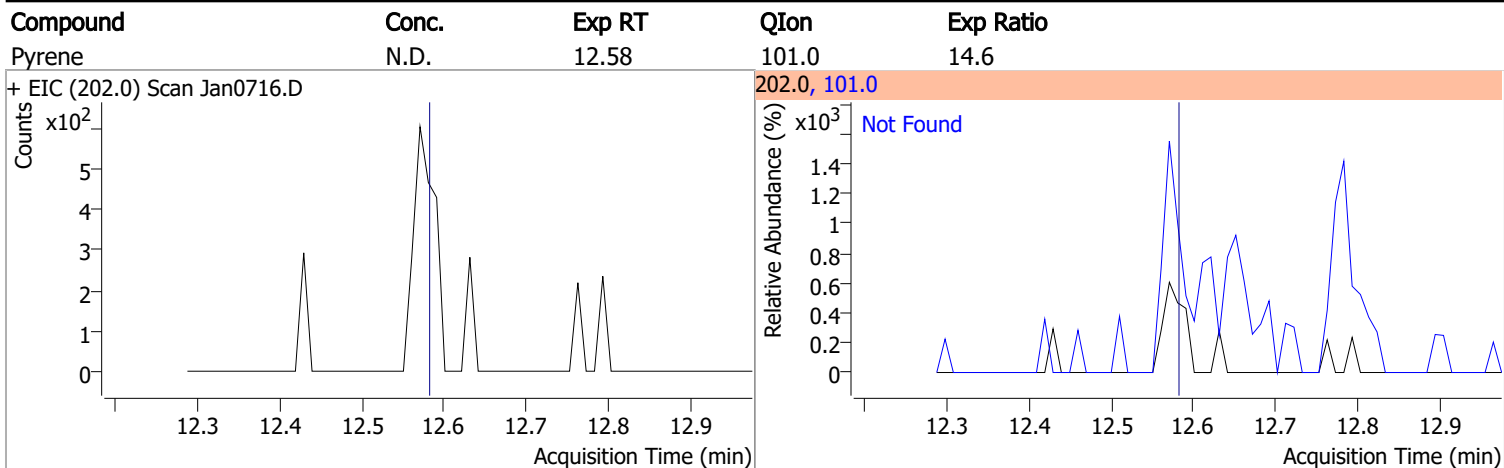 Compound Conc. Exp RT QIon Exp Ratio
Pyrene N.D. 12.58 101.0 14.6
+ EIC (202.0) Scan Jan0716.D
Counts
x10²
5
4
3
2
1
0
12.3 12.4 12.5 12.6 12.7 12.8 12.9
Acquisition Time (min)
202.0, 101.0
Relative Abundance (%)
x10³
Not Found
1.4
1.2
1
0.8
0.6
0.4
0.2
0
12.3 12.4 12.5 12.6 12.7 12.8 12.9
Acquisition Time (min)